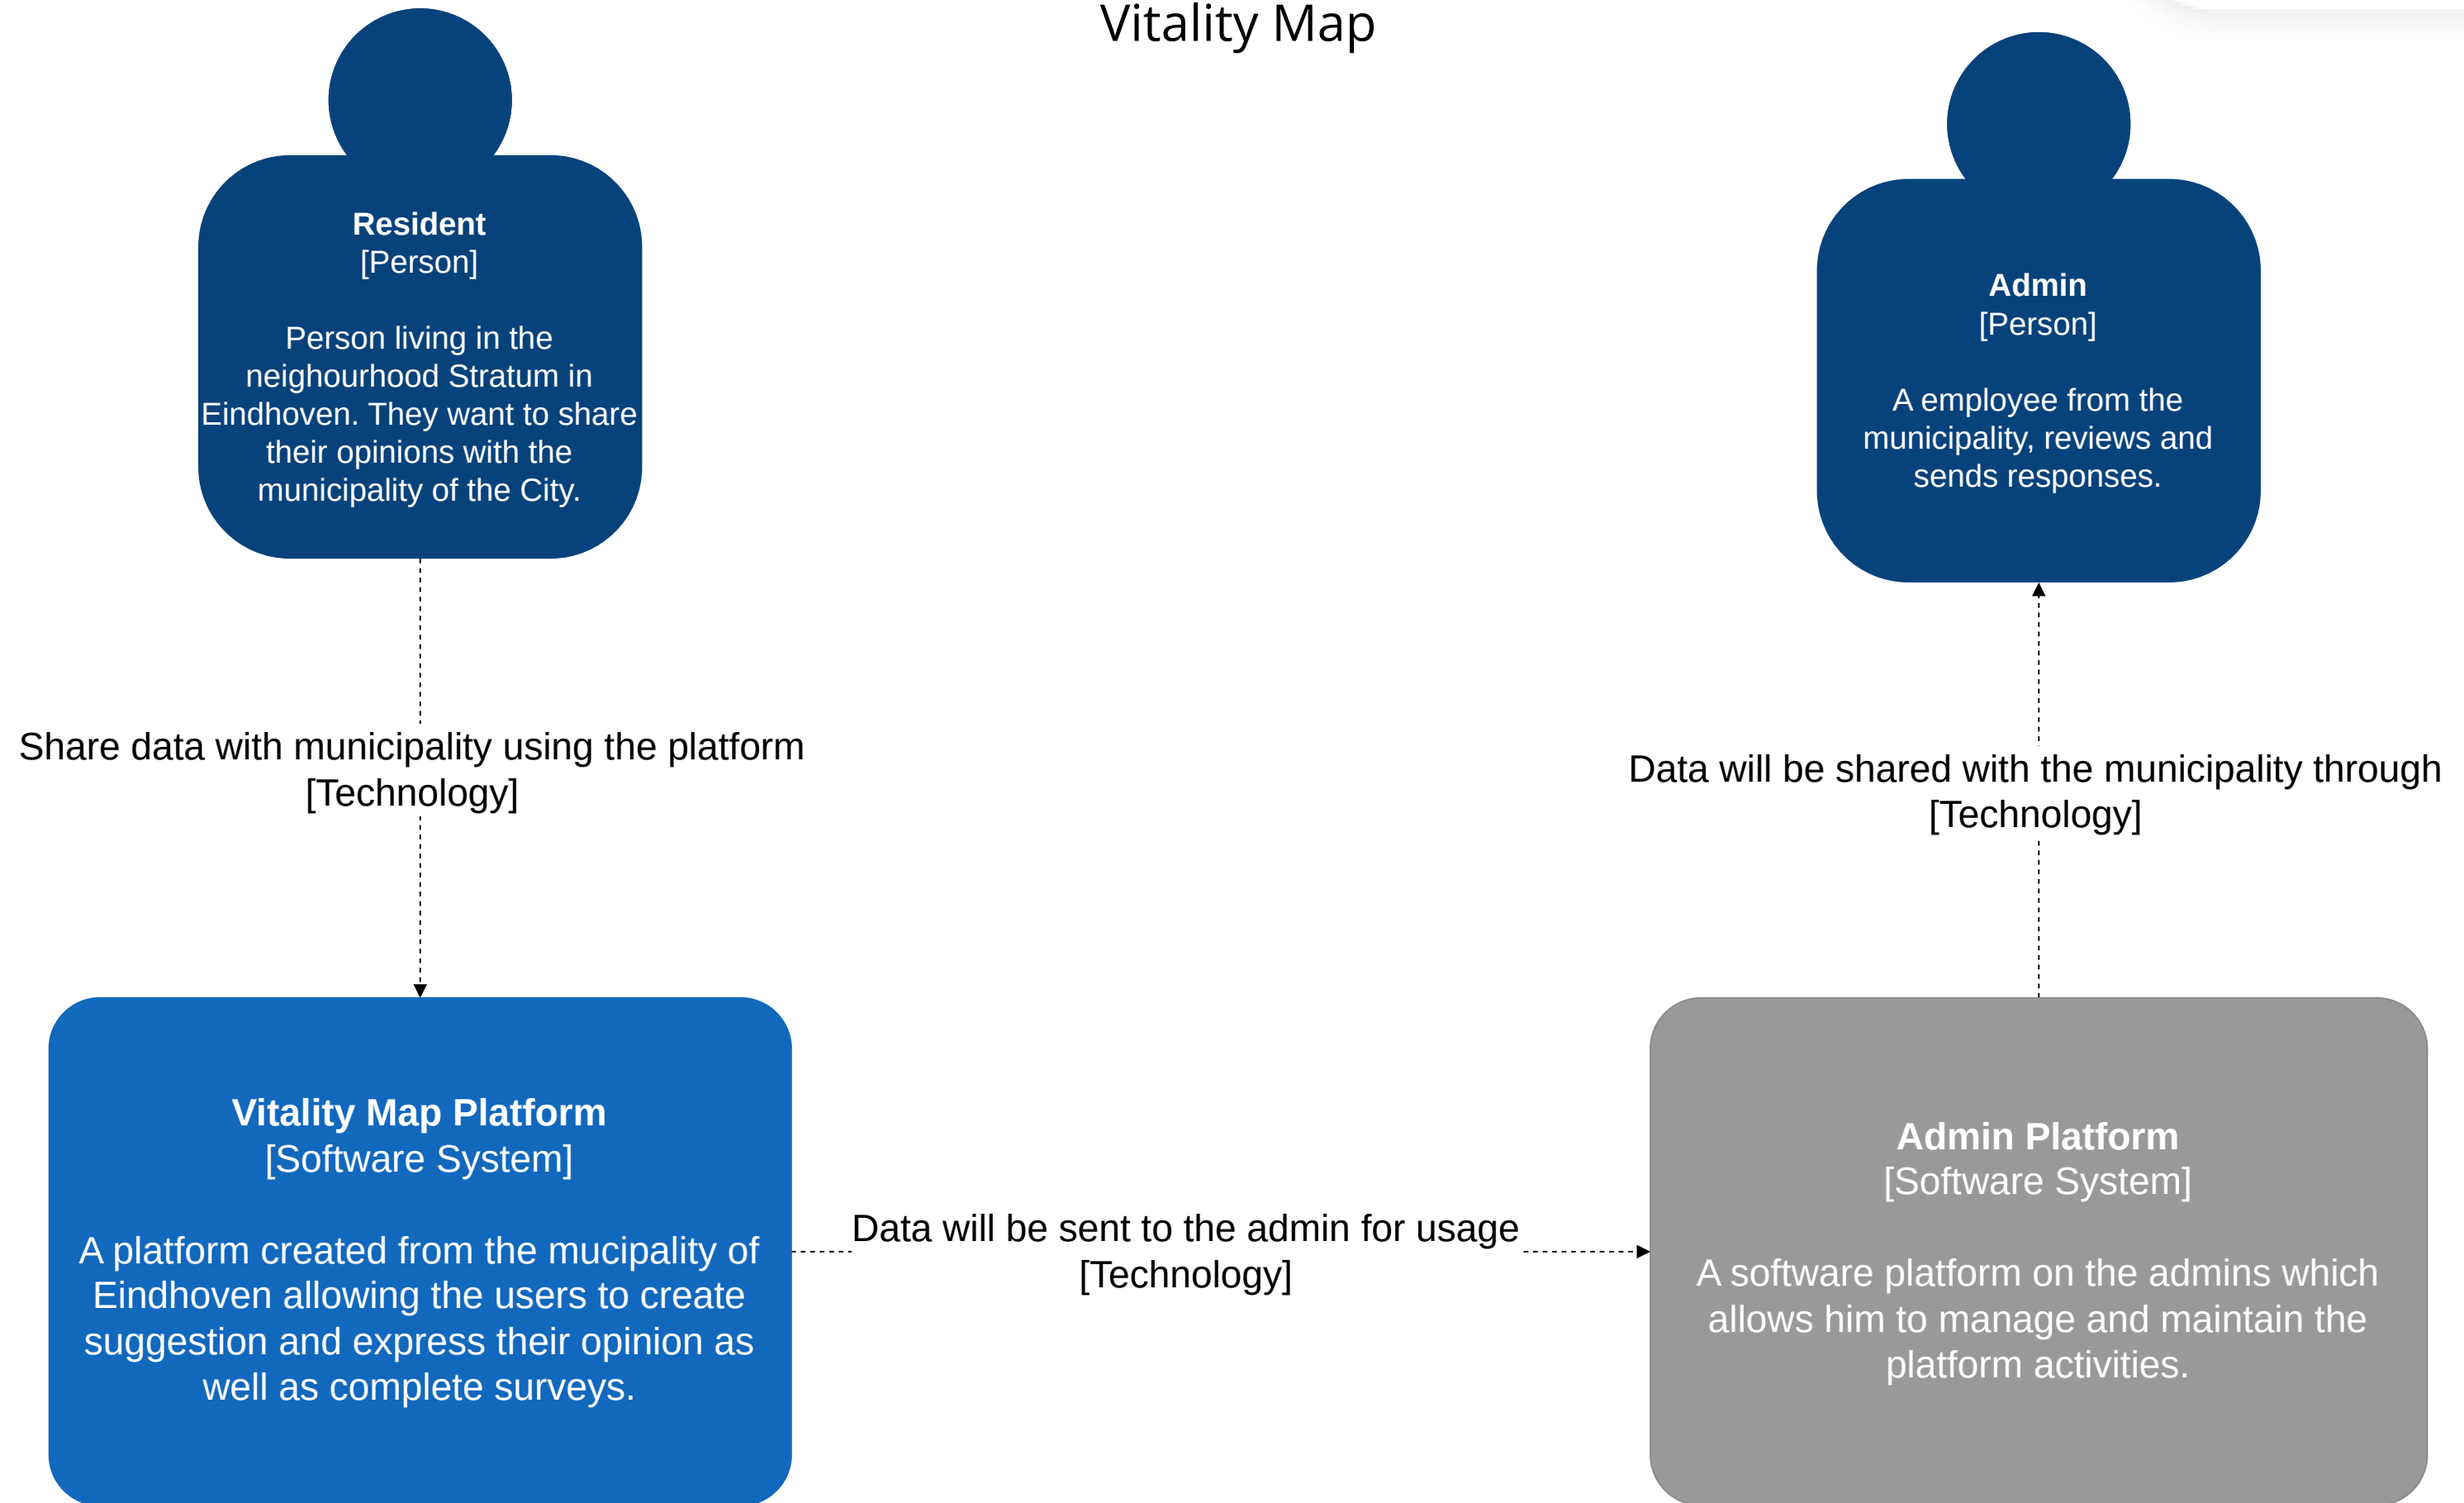 Vitality Map
Resident
[Person]
Person living in the
neighourhood Stratum in
Eindhoven. They want to share
their opinions with the
municipality of the City.
Admin
[Person]
A employee from the
municipality, reviews and
sends responses.
Share data with municipality using the platform
[Technology]
Data will be shared with the municipality through
[Technology]
Vitality Map Platform
[Software System]
A platform created from the mucipality of
Eindhoven allowing the users to create
suggestion and express their opinion as
well as complete surveys.
Data will be sent to the admin for usage
[Technology]
Admin Platform
[Software System]
A software platform on the admins which
allows him to manage and maintain the
platform activities.